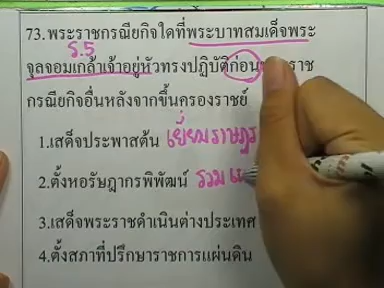 73.พระราชกรณียกิจใดที่พระบาทสมเด็จพระ
ร.5
จุลจอมเกล้าเจ้าอยู่หัวทรงปฏิบัติก่อน ราช
กรณียกิจอื่นหลังจากขึ้นครองราชย์
1.เสด็จประพาสต้น เยี่ยมราษฎร
2.ตั้งหอรัษฎากรพิพัฒน์ รวม
3.เสด็จพระราชดำเนินต่างประเทศ
4.ตั้งสภาที่ปรึกษาราชการแผ่นดิน